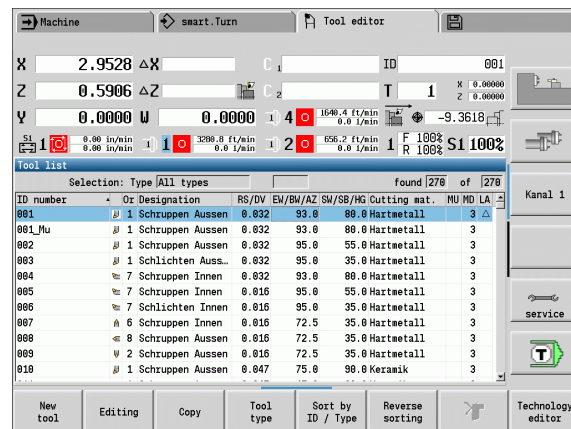 Machine smart.Turn Tool editor
X 2.9528 ΔX C 1 ID 001
Z 0.5906 ΔZ C 2 T 1 X 0.00000 Z 0.00000
Y 0.0000 W 0.0000 4 0 1640.4 ft/min 0.0 i/min -9.3618
S1 1 0 0.00 in/min 0.00 in/min 1 0 3280.8 ft/min 0.0 i/min 2 0 656.2 ft/min 0.0 i/min 1 F 100% R 100% S1 100%
Tool list
Selection: Type All types found 270 of 270
ID number Or Designation RS/DV EW/BW/AZ SW/SB/HG Cutting mat. MU MD LA
001 1 Schruppen Aussen 0.032 93.0 80.0 Hartmetall 3
001_Mu 1 Schruppen Aussen 0.032 93.0 80.0 Hartmetall 3
002 1 Schruppen Aussen 0.032 95.0 55.0 Hartmetall 3
003 1 Schlichten Auss… 0.032 95.0 35.0 Hartmetall 3
004 7 Schruppen Innen 0.032 93.0 80.0 Hartmetall 3
005 7 Schruppen Innen 0.016 95.0 55.0 Hartmetall 3
006 7 Schlichten Innen 0.016 95.0 35.0 Hartmetall 3
007 6 Schruppen Innen 0.016 72.5 35.0 Hartmetall 3
008 8 Schruppen Aussen 0.016 72.5 35.0 Hartmetall 3
009 2 Schruppen Aussen 0.016 72.5 35.0 Hartmetall 3
010 1 Schruppen Aussen 0.047 75.0 90.0 Keramik 3
Kanal 1
service
T
New tool
Editing
Copy
Tool type
Sort by ID / Type
Reverse sorting
Technology editor